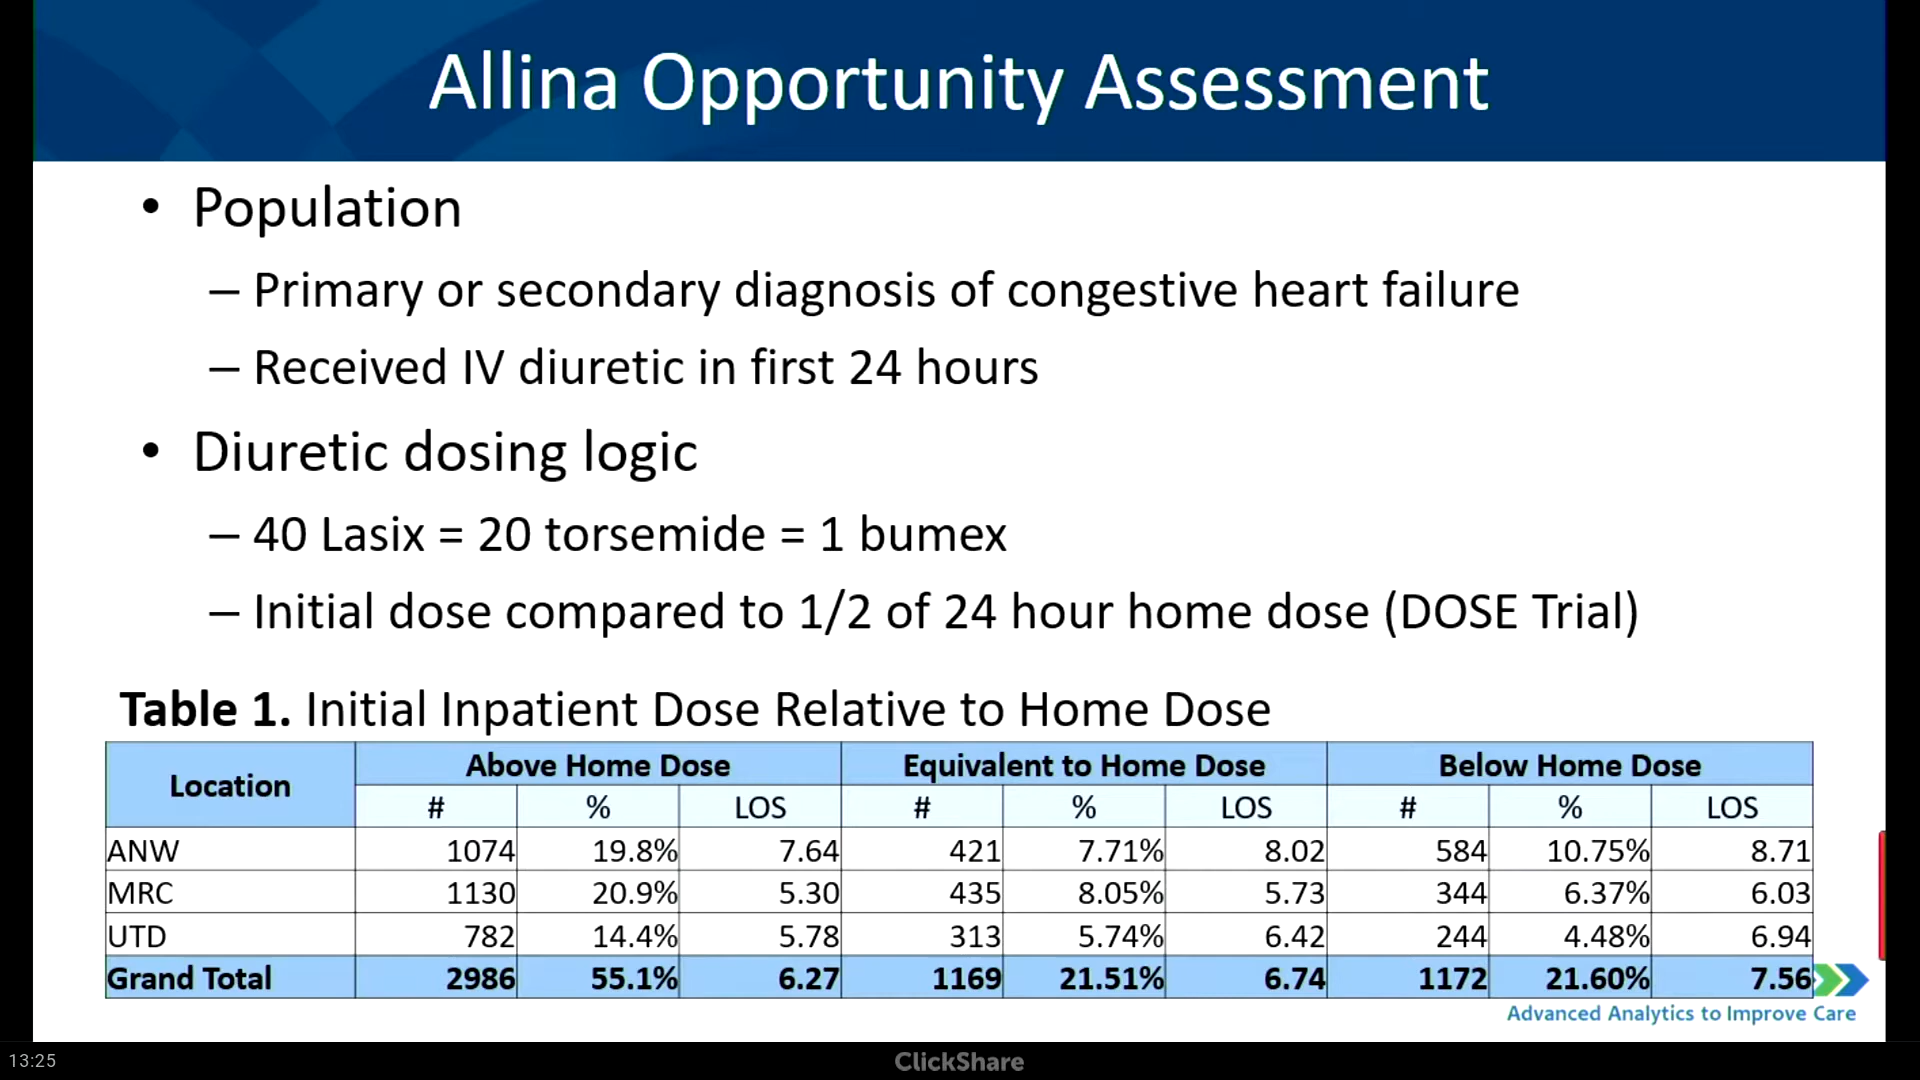 Allina Opportunity Assessment
• Population
– Primary or secondary diagnosis of congestive heart failure
– Received IV diuretic in first 24 hours
• Diuretic dosing logic
– 40 Lasix = 20 torsemide = 1 bumex
– Initial dose compared to 1/2 of 24 hour home dose (DOSE Trial)
Table 1. Initial Inpatient Dose Relative to Home Dose
Location Above Home Dose Equivalent to Home Dose Below Home Dose
# % LOS # % LOS # % LOS
ANW 1074 19.8% 7.64 421 7.71% 8.02 584 10.75% 8.71
MRC 1130 20.9% 5.30 435 8.05% 5.73 344 6.37% 6.03
UTD 782 14.4% 5.78 313 5.74% 6.42 244 4.48% 6.94
Grand Total 2986 55.1% 6.27 1169 21.51% 6.74 1172 21.60% 7.56
Advanced Analytics to Improve Care
13:25 ClickShare